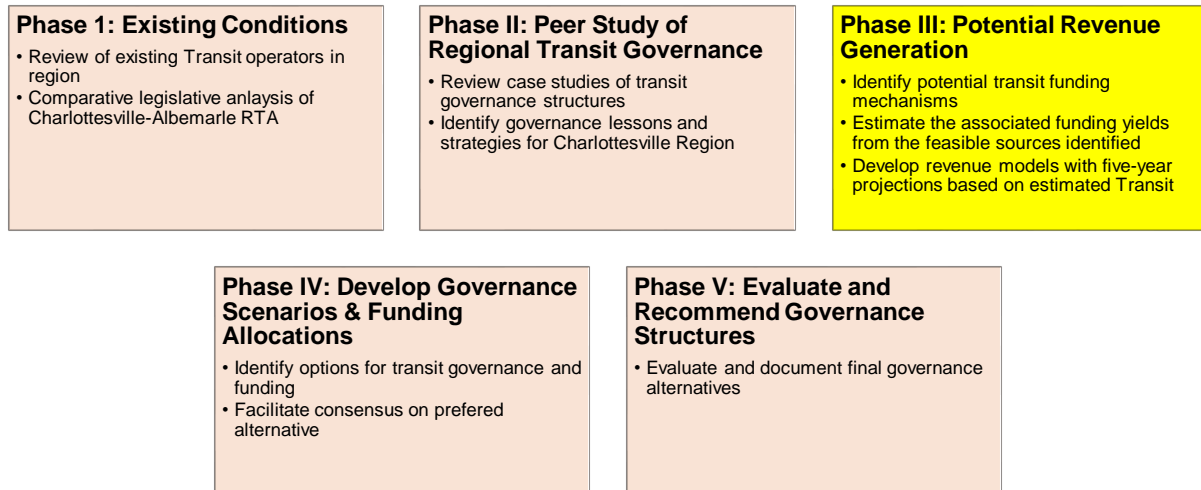 Phase 1: Existing Conditions
• Review of existing Transit operators in
region
• Comparative legislative anlaysis of
Charlottesville-Albemarle RTA
Phase II: Peer Study of
Regional Transit Governance
• Review case studies of transit
governance structures
• Identify governance lessons and
strategies for Charlottesville Region
Phase III: Potential Revenue
Generation
• Identify potential transit funding
mechanisms
• Estimate the associated funding yields
from the feasible sources identified
• Develop revenue models with five-year
projections based on estimated Transit
Phase IV: Develop Governance
Scenarios & Funding
Allocations
• Identify options for transit governance and
funding
• Facilitate consensus on prefered
alternative
Phase V: Evaluate and
Recommend Governance
Structures
• Evaluate and document final governance
alternatives